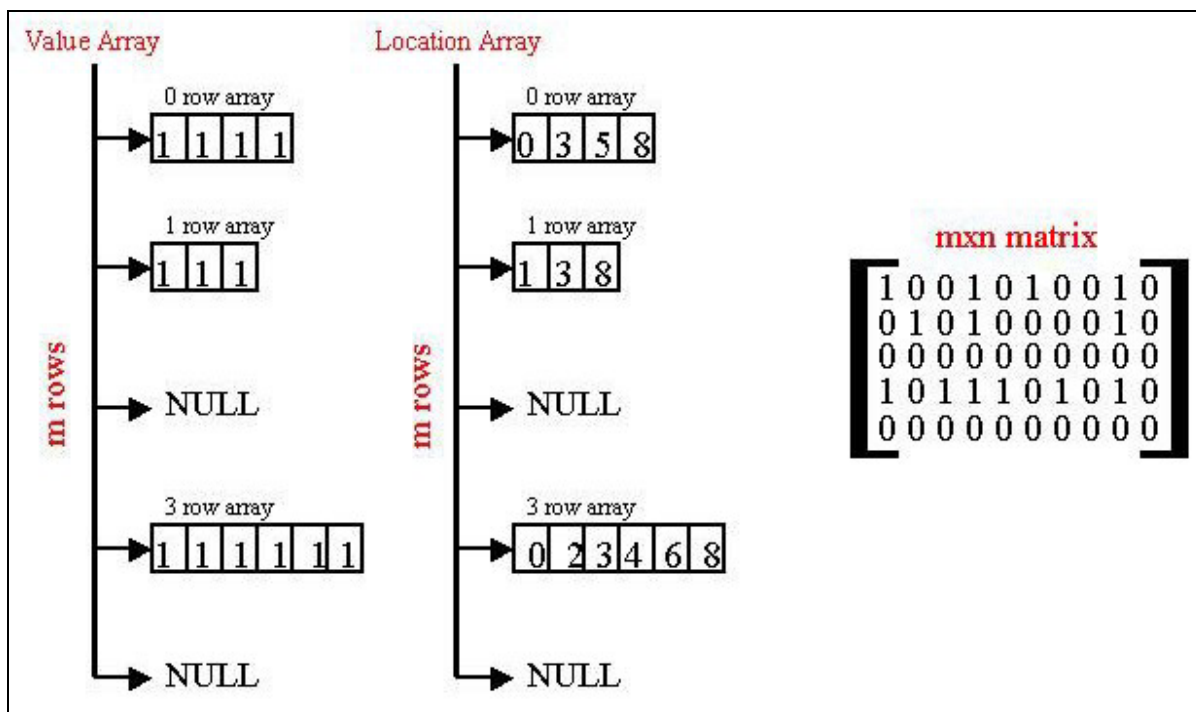 Value Array
0 row array
1 1 1 1
1 row array
1 1 1
m rows
NULL
3 row array
1 1 1 1 1 1
NULL
Location Array
0 row array
0 3 5 8
1 row array
1 3 8
m rows
NULL
3 row array
0 2 3 4 6 8
NULL
mxn matrix
1 0 0 1 0 1 0 0 1 0
0 1 0 1 0 0 0 0 1 0
0 0 0 0 0 0 0 0 0 0
1 0 1 1 1 0 1 0 1 0
0 0 0 0 0 0 0 0 0 0